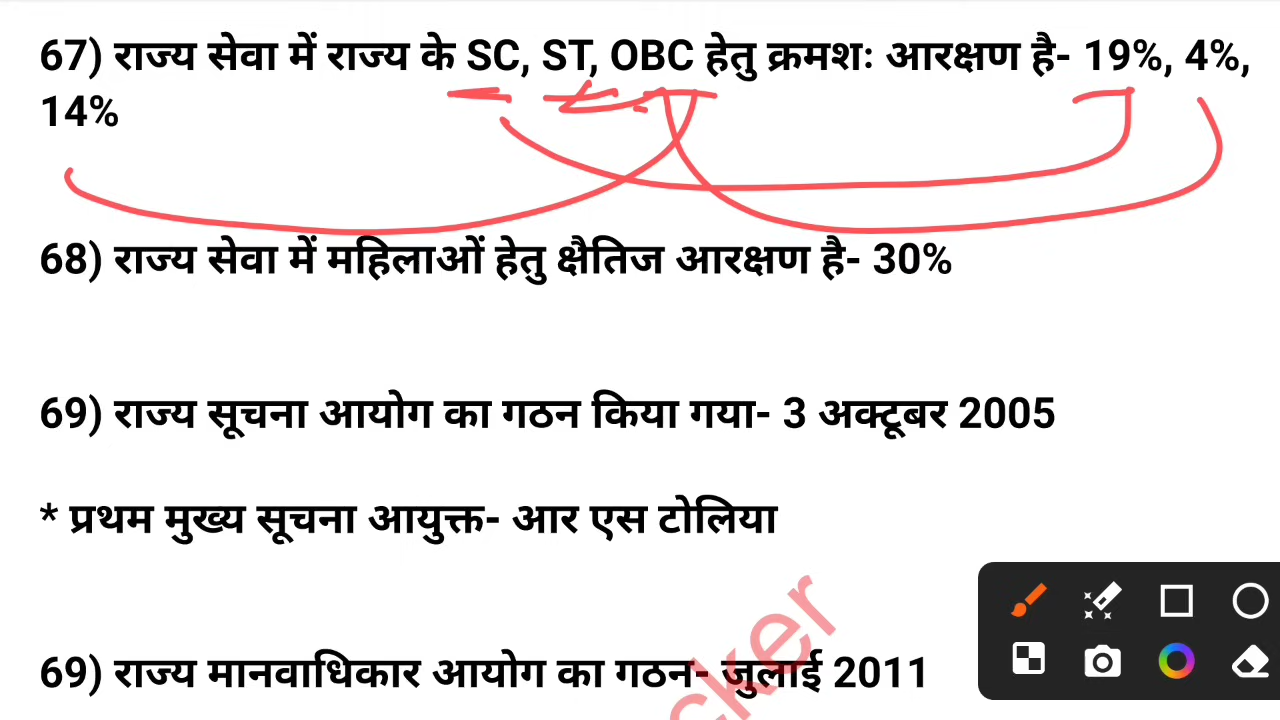 67) राज्य सेवा में राज्य के SC, ST, OBC हेतु क्रमशः आरक्षण है- 19%, 4%,
14%
68) राज्य सेवा में महिलाओं हेतु क्षैतिज आरक्षण है- 30%
69) राज्य सूचना आयोग का गठन किया गया- 3 अक्टूबर 2005
* प्रथम मुख्य सूचना आयुक्त- आर एस टोलिया
69) राज्य मानवाधिकार आयोग का गठन- जुलाई 2011